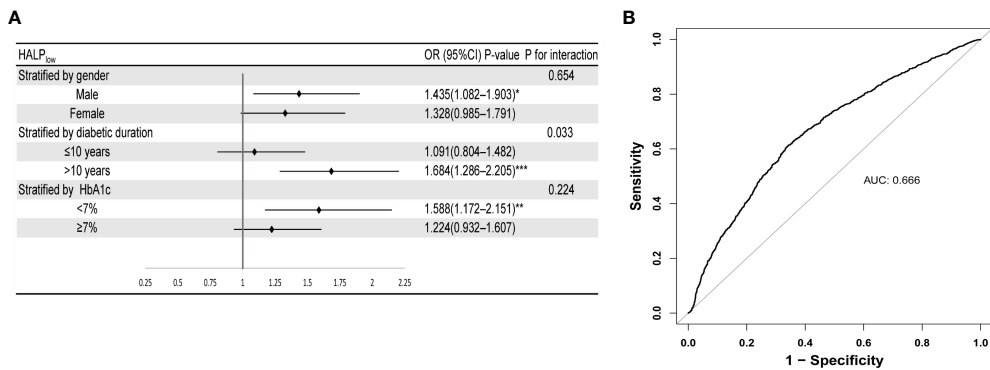 A
HALPlow OR (95%CI) P-value P for interaction
Stratified by gender 0.654
Male 1.435(1.082–1.903)*
Female 1.328(0.985–1.791)
Stratified by diabetic duration 0.033
≤10 years 1.091(0.804–1.482)
>10 years 1.684(1.286–2.205)***
Stratified by HbA1c 0.224
<7% 1.588(1.172–2.151)**
≥7% 1.224(0.932–1.607)
0.25 0.5 0.75 1 1.25 1.5 1.75 2 2.25
B
Sensitivity
1.0
0.8
0.6
0.4
0.2
0.0
AUC: 0.666
0.0 0.2 0.4 0.6 0.8 1.0
1 − Specificity